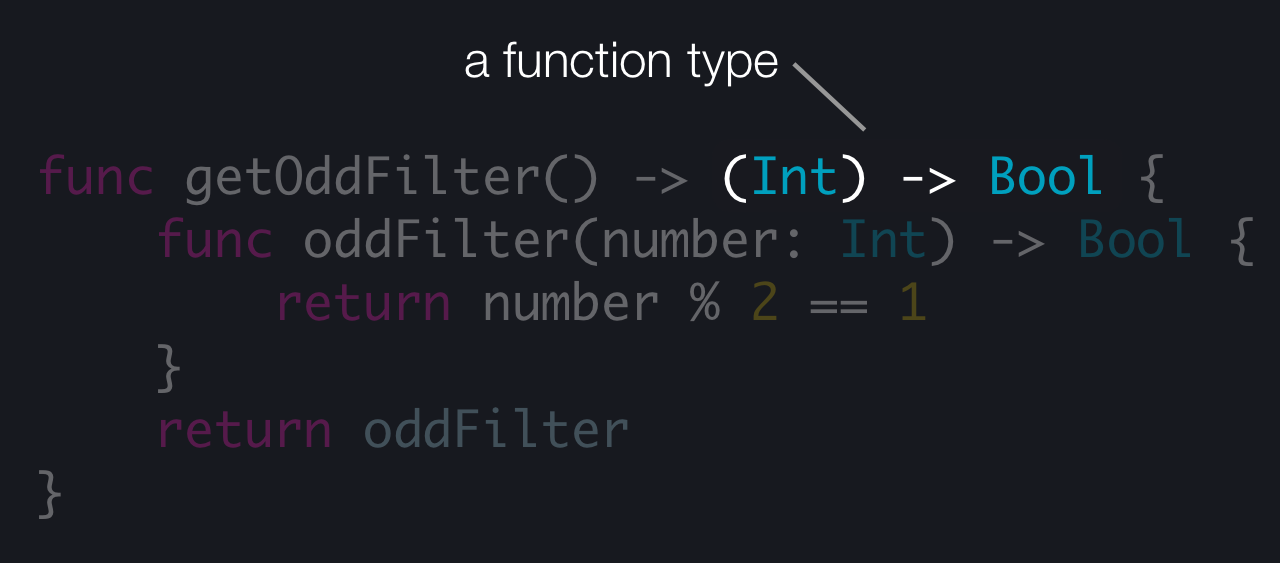 a function type
func getOddFilter() -> (Int) -> Bool {
    func oddFilter(number: Int) -> Bool {
        return number % 2 == 1
    }
    return oddFilter
}